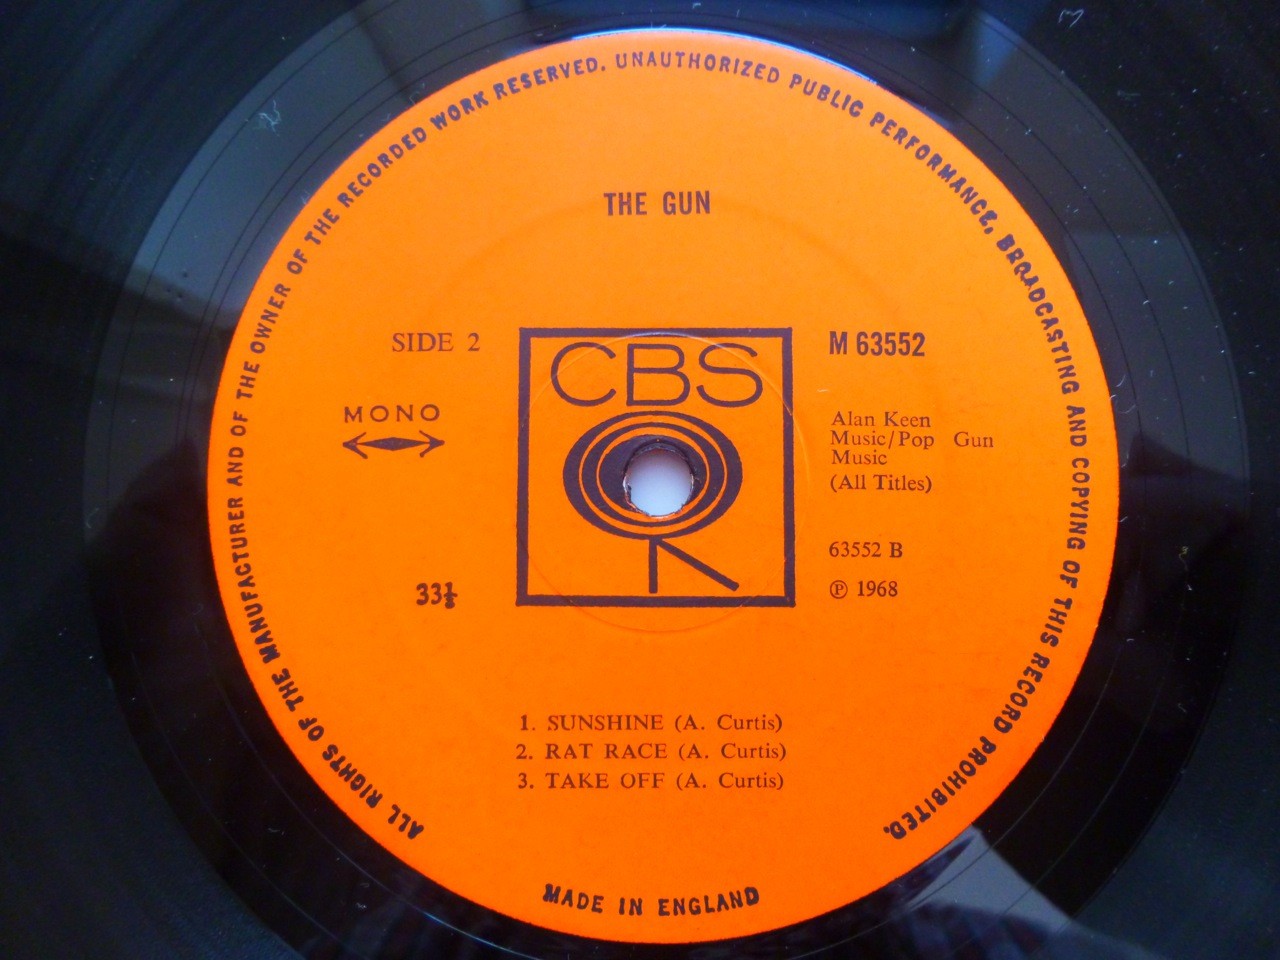 ALL RIGHTS OF THE MANUFACTURER AND OF THE OWNER OF THE RECORDED WORK RESERVED. UNAUTHORIZED PUBLIC PERFORMANCE, BROADCASTING AND COPYING OF THIS RECORD PROHIBITED.
THE GUN
SIDE 2
MONO
33⅓
CBS
M 63552
Alan Keen
Music/Pop Gun
Music
(All Titles)
63552 B
℗ 1968
1. SUNSHINE (A. Curtis)
2. RAT RACE (A. Curtis)
3. TAKE OFF (A. Curtis)
MADE IN ENGLAND